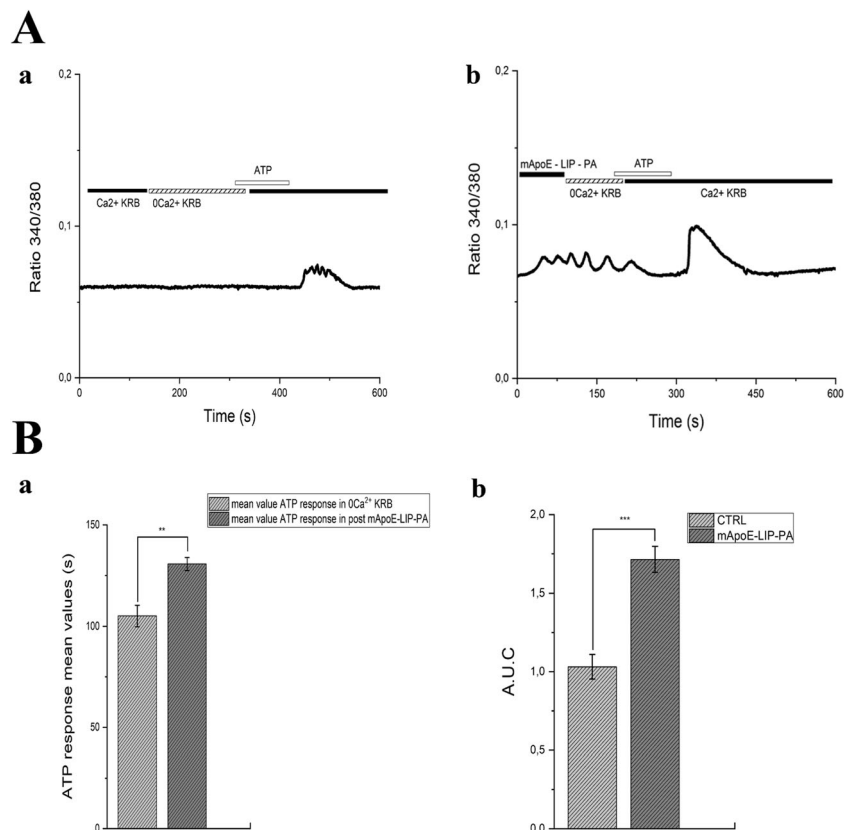 A
a
0,2
0,1
0,0
Ratio 340/380
ATP
Ca2+ KRB
0Ca2+ KRB
0
200
400
600
Time (s)
b
0,2
0,1
0,0
Ratio 340/380
mApoE - LIP - PA
ATP
0Ca2+ KRB
Ca2+ KRB
0
150
300
450
600
Time (s)
B
a
mean value ATP response in 0Ca²⁺ KRB
mean value ATP response in post mApoE-LIP-PA
150
100
50
0
ATP response mean values (s)
**
b
CTRL
mApoE-LIP-PA
2,0
1,5
1,0
0,5
0,0
A.U.C
***